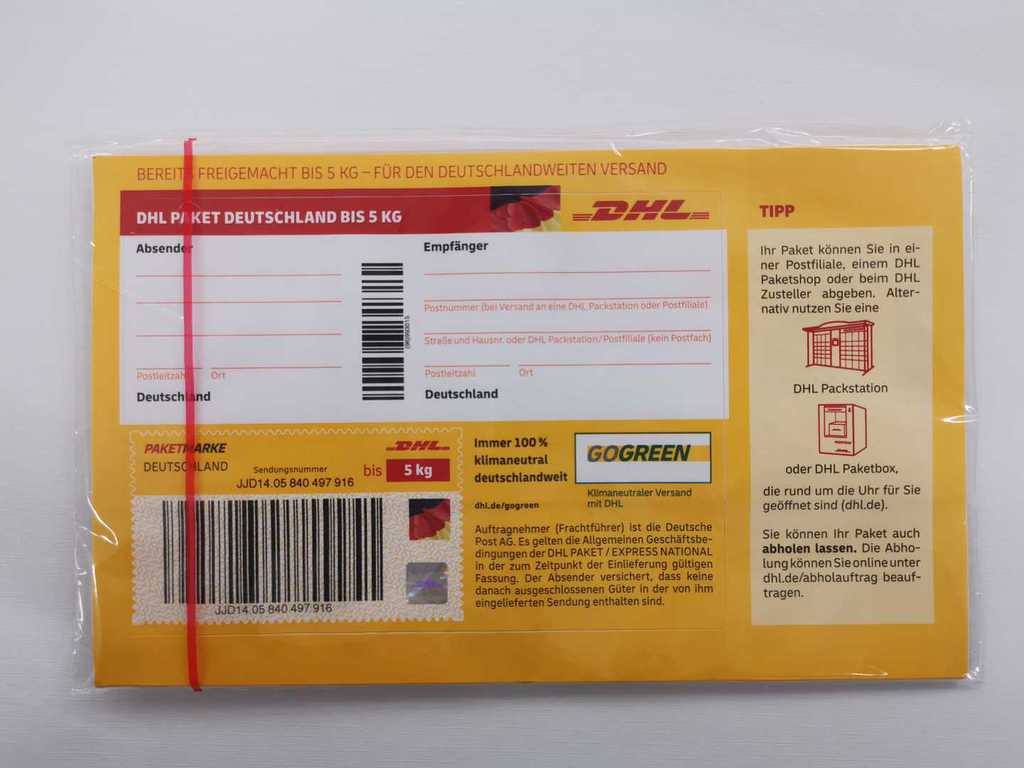 BEREITS FREIGEMACHT BIS 5 KG – FÜR DEN DEUTSCHLANDWEITEN VERSAND
DHL PAKET DEUTSCHLAND BIS 5 KG
DHL
Absender
Empfänger
Postnummer (bei Versand an eine DHL Packstation oder Postfiliale)
Straße und Hausnr. oder DHL Packstation/Postfiliale (kein Postfach)
Postleitzahl Ort
Postleitzahl Ort
Deutschland
Deutschland
PAKETMARKE
DEUTSCHLAND
DHL
Sendungsnummer
JJD14 05 840 497 916
bis 5 kg
JJD14 05 840 497 916
Immer 100 %
klimaneutral
deutschlandweit
dhl.de/gogreen
GOGREEN
Klimaneutraler Versand
mit DHL
Auftragnehmer (Frachtführer) ist die Deutsche
Post AG. Es gelten die Allgemeinen Geschäftsbe-
dingungen der DHL PAKET / EXPRESS NATIONAL
in der zum Zeitpunkt der Einlieferung gültigen
Fassung. Der Absender versichert, dass keine
danach ausgeschlossenen Güter in der von ihm
eingelieferten Sendung enthalten sind.
TIPP
Ihr Paket können Sie in ei-
ner Postfiliale, einem DHL
Paketshop oder beim DHL
Zusteller abgeben. Alter-
nativ nutzen Sie eine
DHL Packstation
oder DHL Paketbox,
die rund um die Uhr für Sie
geöffnet sind (dhl.de).
Sie können Ihr Paket auch
abholen lassen. Die Abho-
lung können Sie online unter
dhl.de/abholauftrag beauf-
tragen.